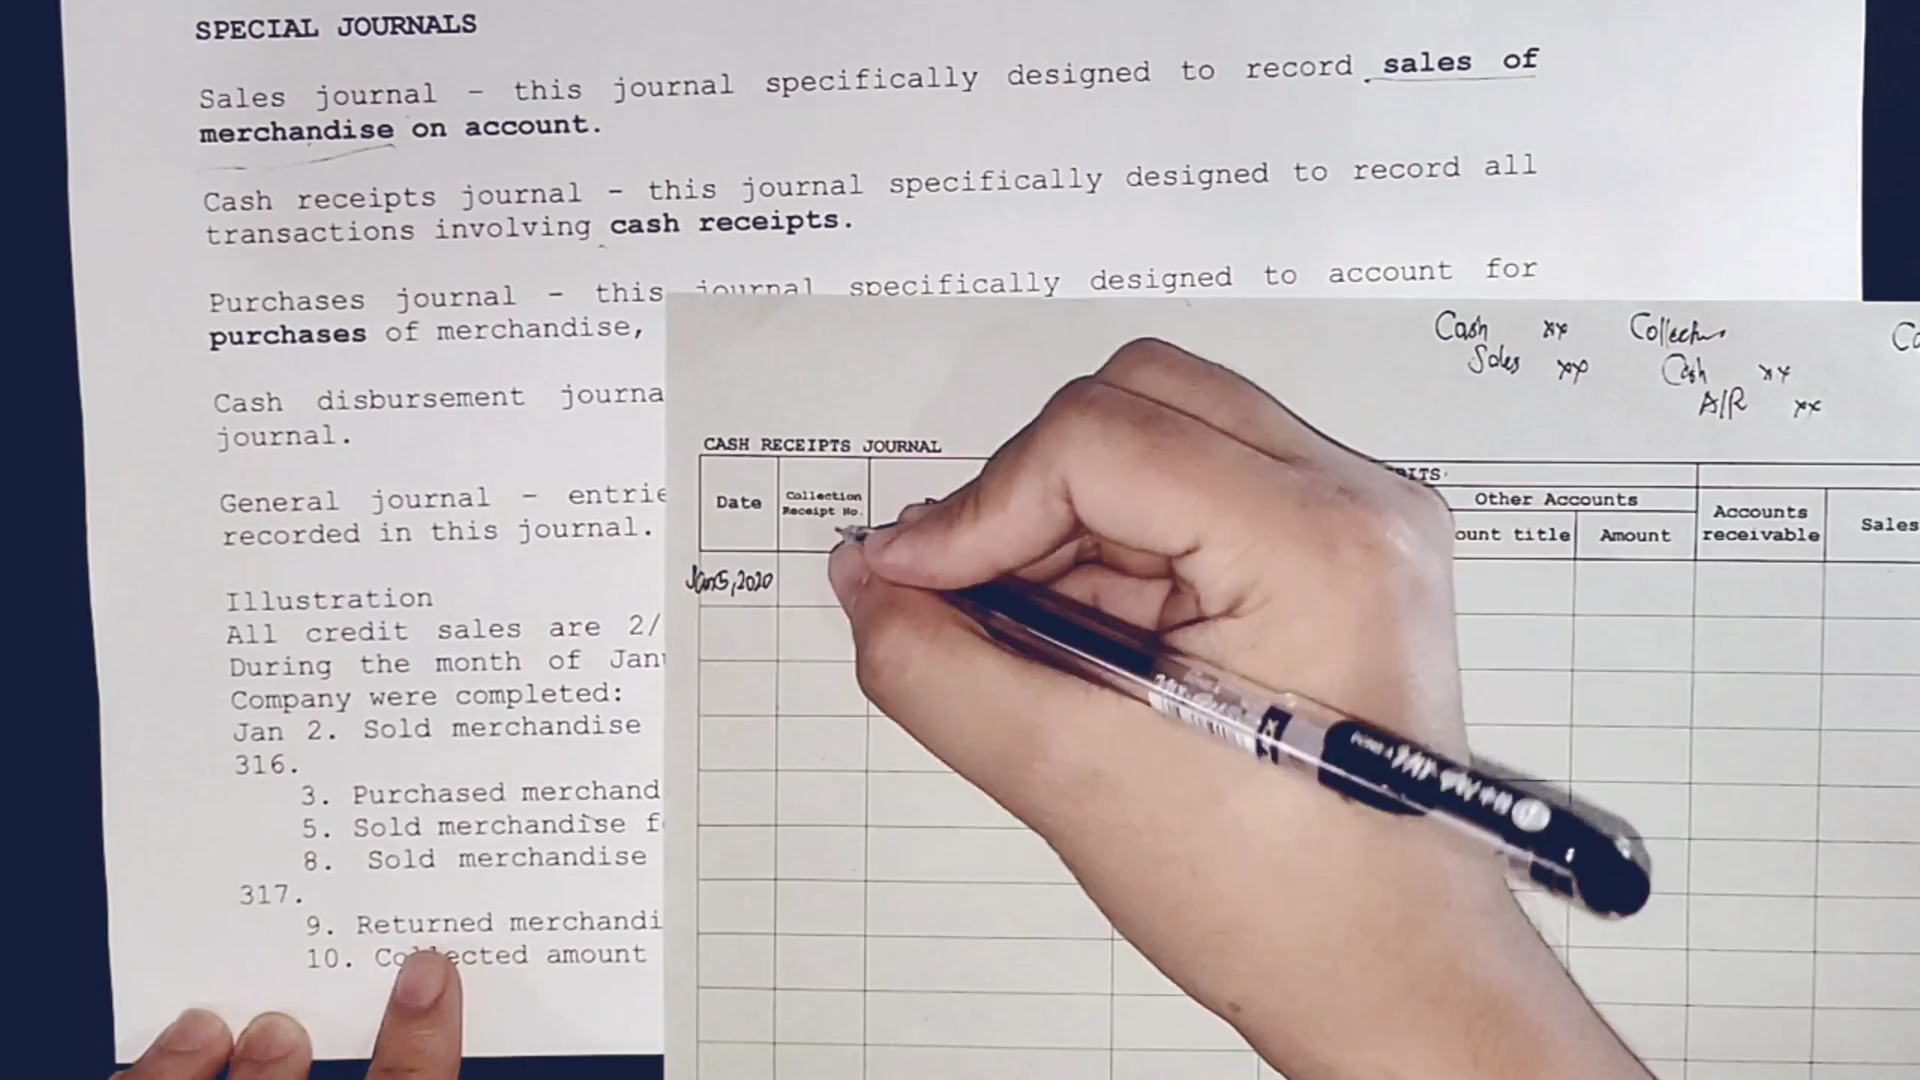 SPECIAL JOURNALS
Sales journal - this journal specifically designed to record sales of
merchandise on account.
Cash receipts journal - this journal specifically designed to record all
transactions involving cash receipts.
Purchases journal - this journal specifically designed to account for
purchases of merchandise,
Cash disbursement journa
journal.
General journal - entrie
recorded in this journal.
Illustration
All credit sales are 2/
During the month of Jan
Company were completed:
Jan 2. Sold merchandise
316.
3. Purchased merchand
5. Sold merchandise f
8. Sold merchandise
317.
9. Returned merchandi
10. Collected amount
Cash xx
Sales xx
Cash xx
A/R xx
CASH RECEIPTS JOURNAL
Date
Collection
Receipt No.
Other Accounts
ount title
Amount
Accounts
receivable
Sales
Jan 5, 2020